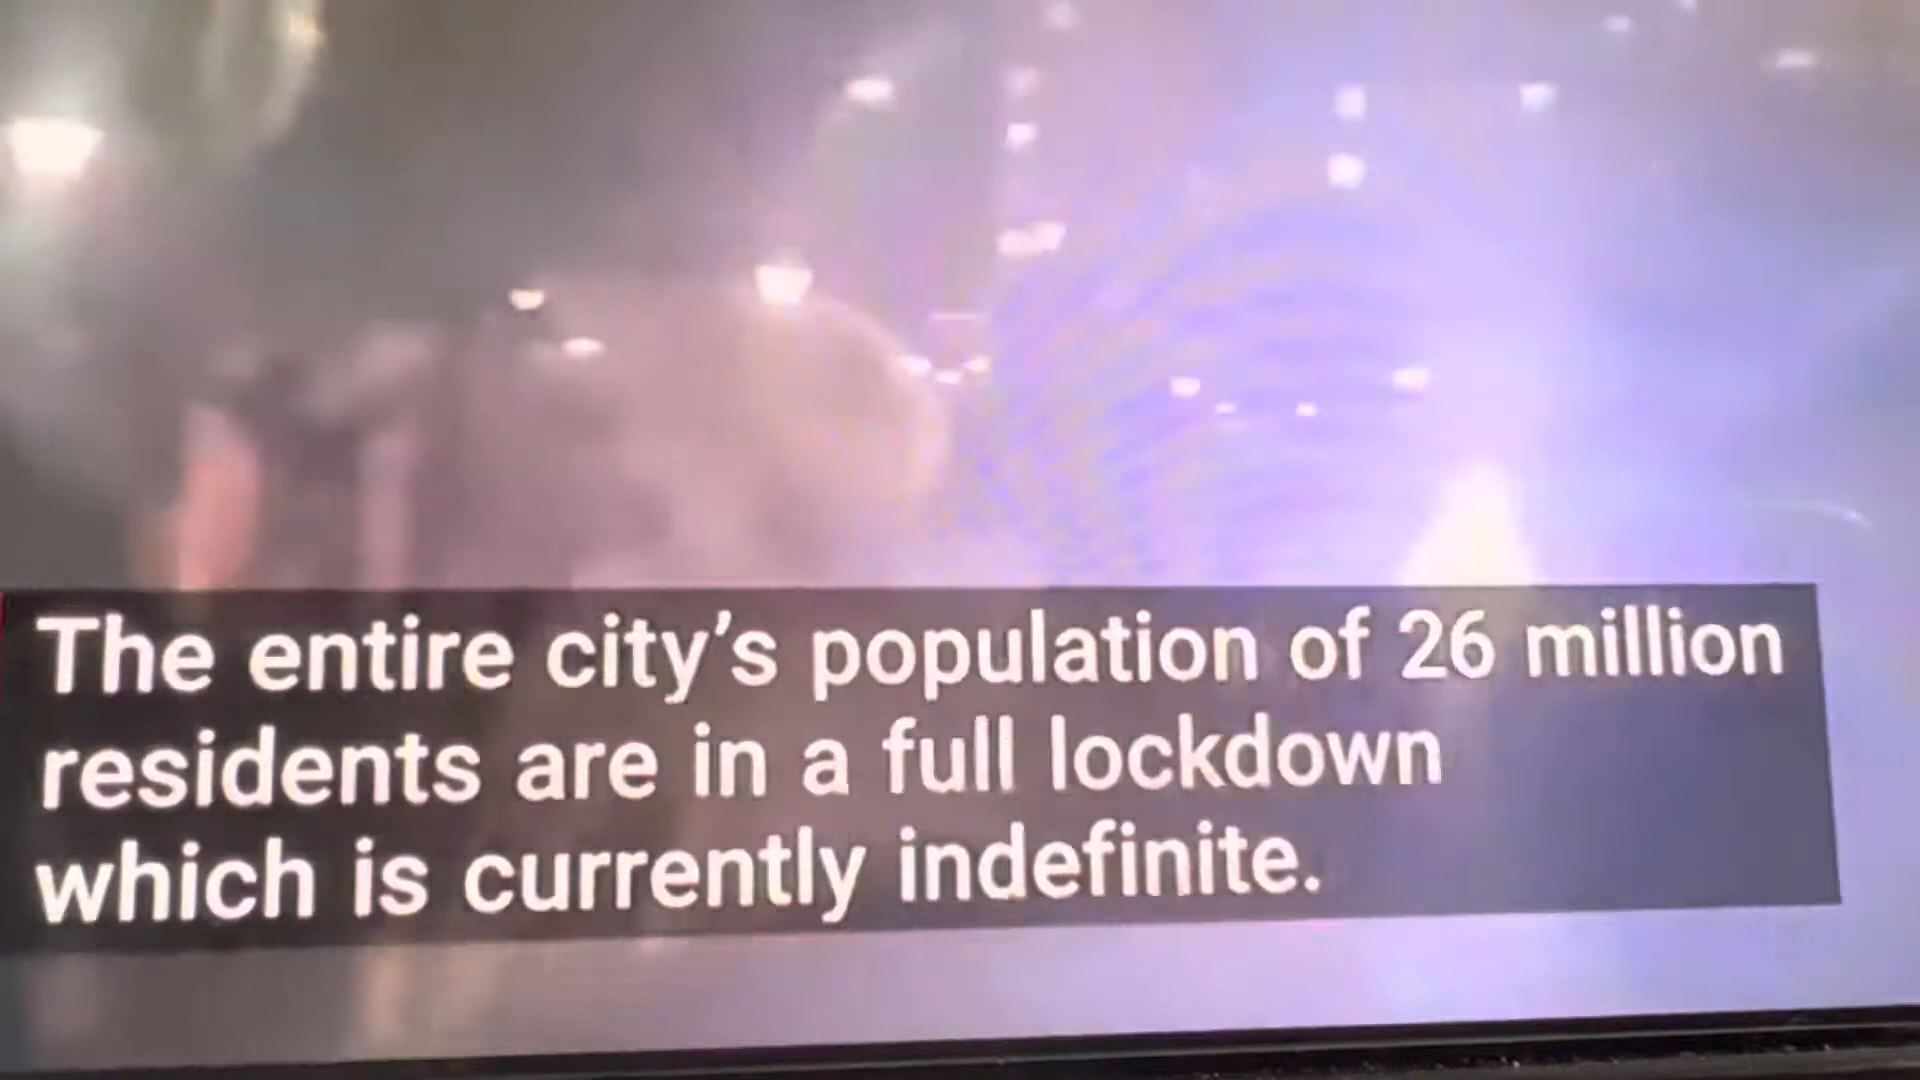 The entire city's population of 26 million
residents are in a full lockdown
which is currently indefinite.